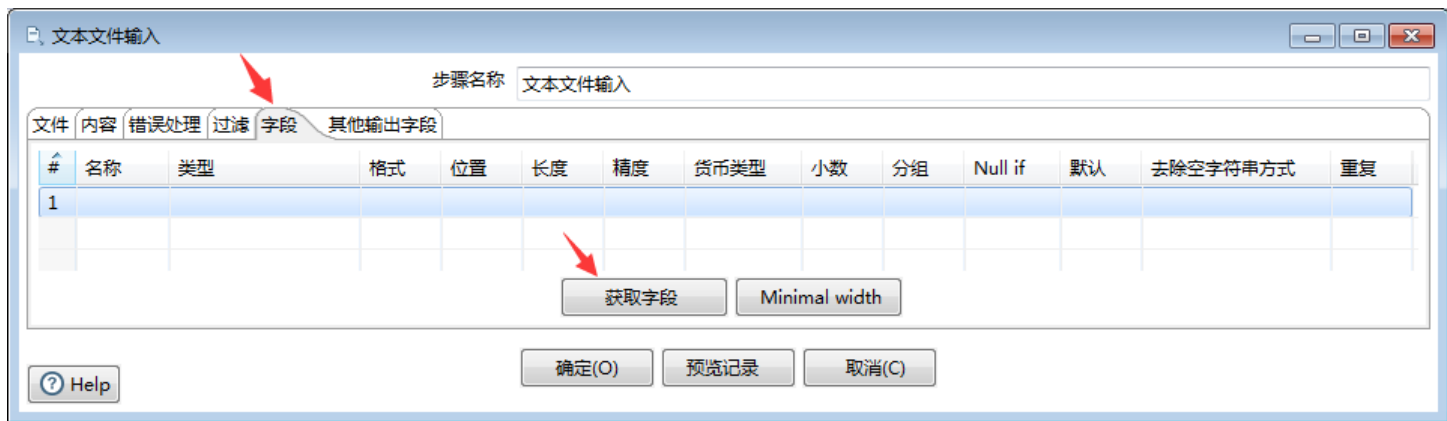 文本文件输入
步骤名称 文本文件输入
文件 内容 错误处理 过滤 字段 其他输出字段
# 名称 类型 格式 位置 长度 精度 货币类型 小数 分组 Null if 默认 去除空字符串方式 重复
1
获取字段 Minimal width
确定(O) 预览记录 取消(C)
Help